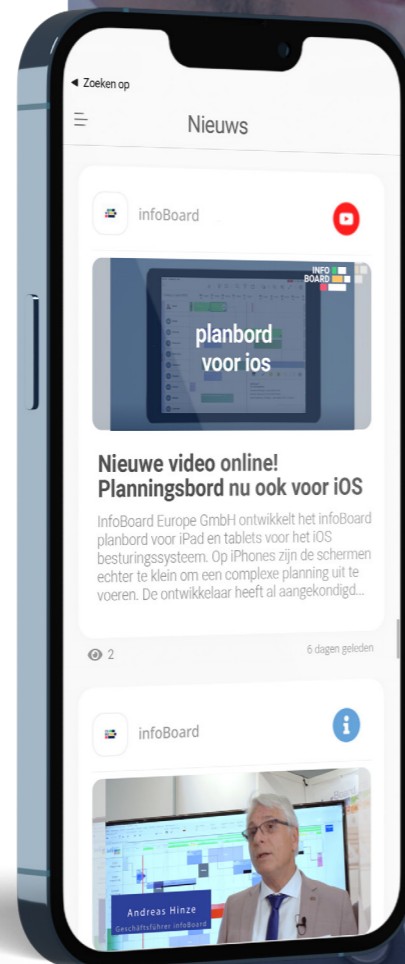 ◀ Zoeken op
Nieuws
infoBoard
INFO
BOARD
planbord
voor ios
Nieuwe video online!
Planningsbord nu ook voor iOS
InfoBoard Europe GmbH ontwikkelt het infoBoard
planbord voor iPad en tablets voor het iOS
besturingssysteem. Op iPhones zijn de schermen
echter te klein om een complexe planning uit te
voeren. De ontwikkelaar heeft al aangekondigd...
2
6 dagen geleden
infoBoard
Andreas Hinze
Geschäftsführer infoBoard